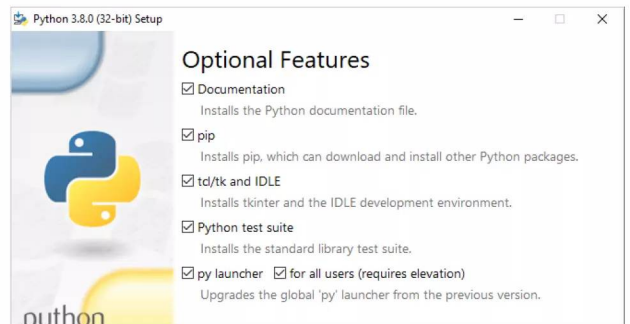 Python 3.8.0 (32-bit) Setup
Optional Features
Documentation
Installs the Python documentation file.
pip
Installs pip, which can download and install other Python packages.
tcl/tk and IDLE
Installs tkinter and the IDLE development environment.
Python test suite
Installs the standard library test suite.
py launcher for all users (requires elevation)
Upgrades the global 'py' launcher from the previous version.
python